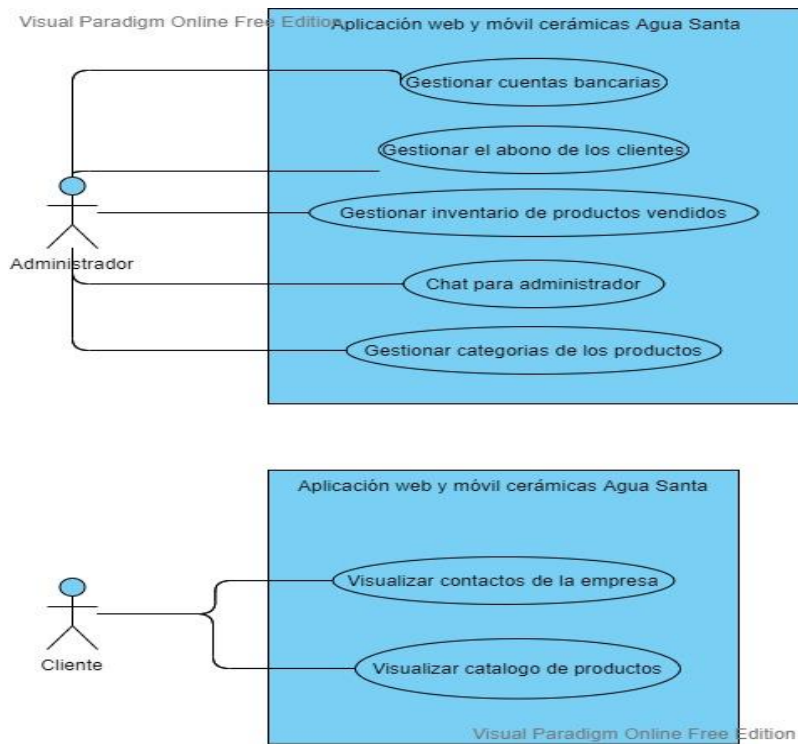 Visual Paradigm Online Free Edition
Aplicación web y móvil cerámicas Agua Santa
Gestionar cuentas bancarias
Gestionar el abono de los clientes
Gestionar inventario de productos vendidos
Administrador
Chat para administrador
Gestionar categorias de los productos
Aplicación web y móvil cerámicas Agua Santa
Visualizar contactos de la empresa
Cliente
Visualizar catalogo de productos
Visual Paradigm Online Free Edition